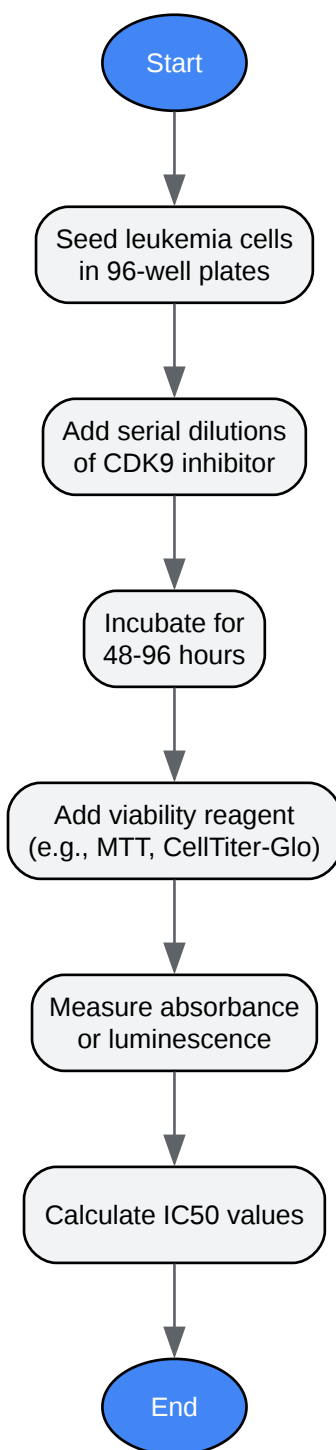 Start
Seed leukemia cells
in 96-well plates
Add serial dilutions
of CDK9 inhibitor
Incubate for
48-96 hours
Add viability reagent
(e.g., MTT, CellTiter-Glo)
Measure absorbance
or luminescence
Calculate IC50 values
End